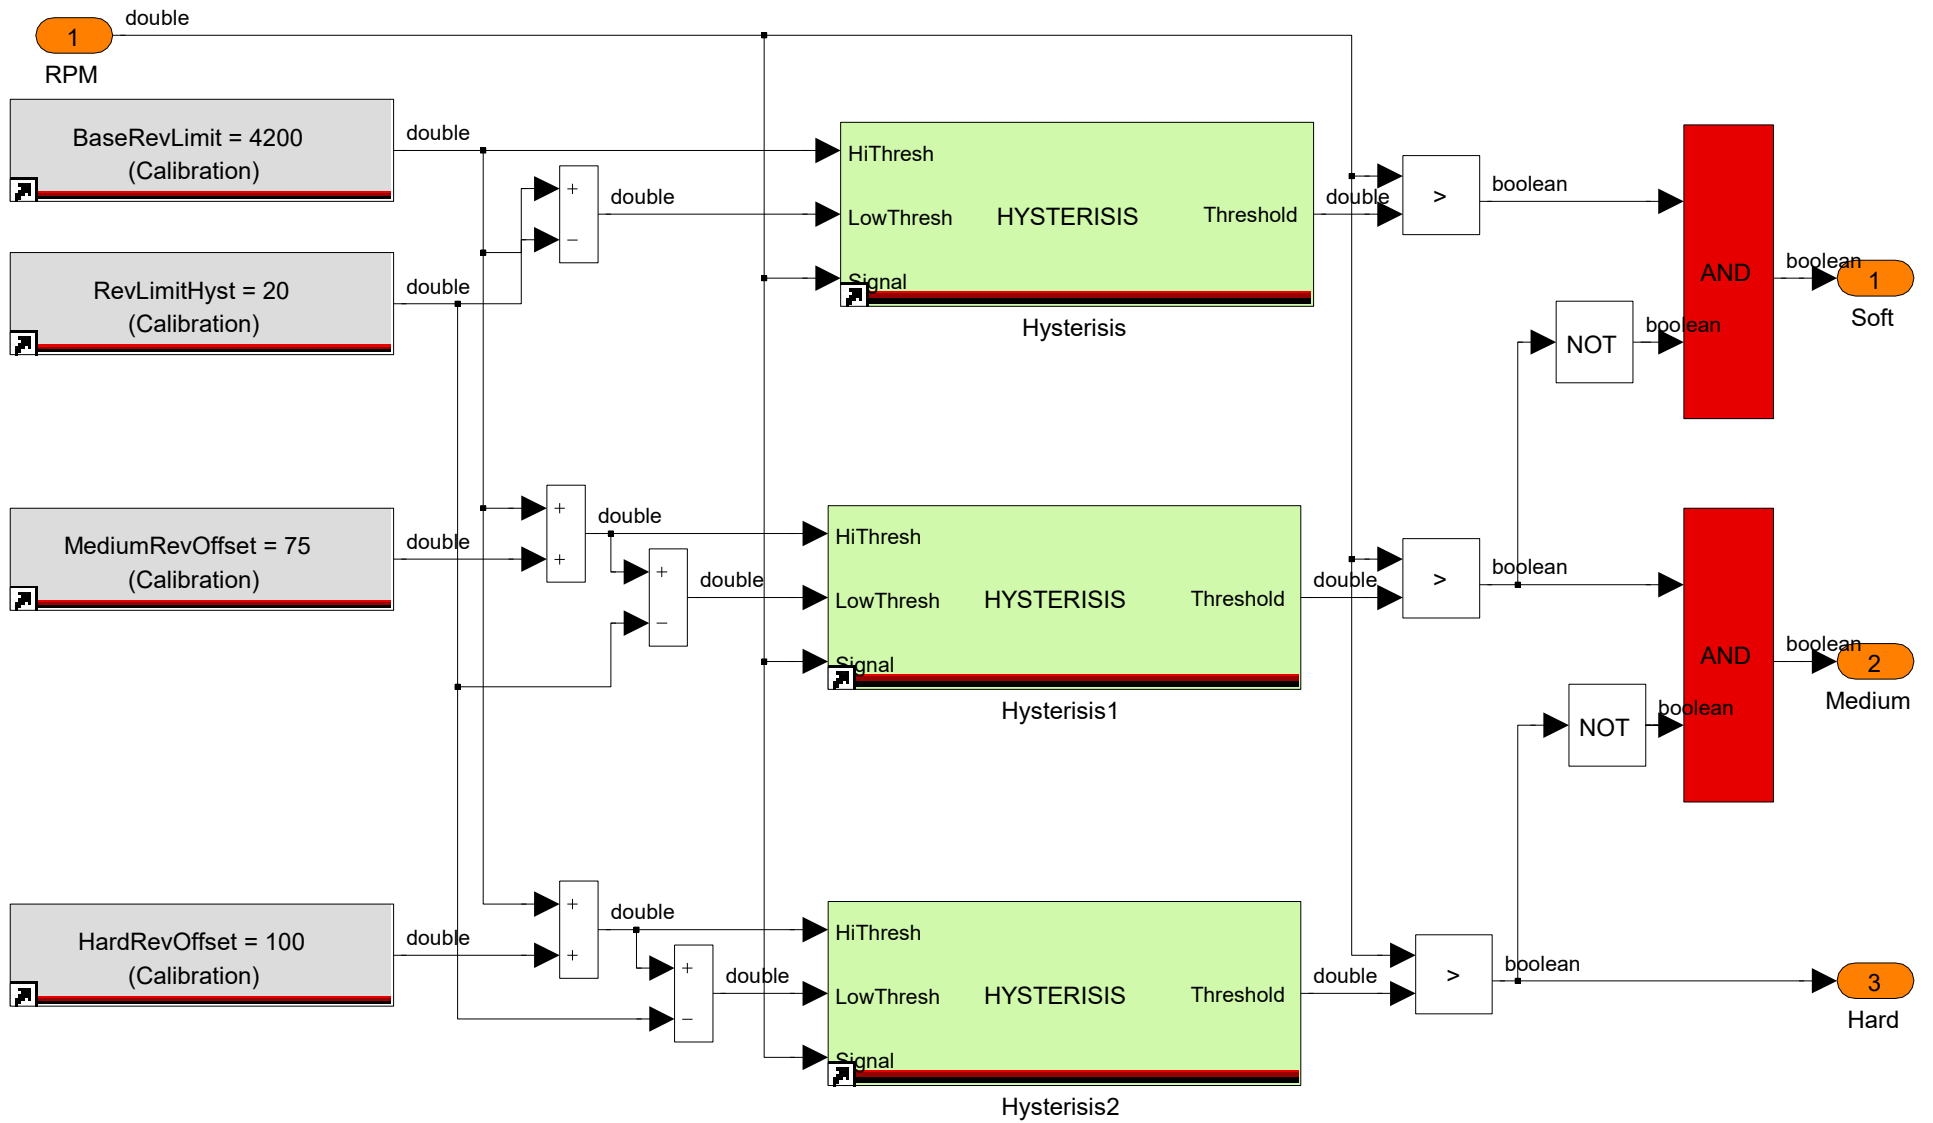 double
1
RPM
BaseRevLimit = 4200
(Calibration)
double
+
−
double
HiThresh
LowThresh
Signal
HYSTERISIS
Threshold
Hysterisis
double
>
boolean
AND
boolean
1
Soft
RevLimitHyst = 20
(Calibration)
double
NOT
boolean
MediumRevOffset = 75
(Calibration)
double
+
+
double
+
−
double
HiThresh
LowThresh
Signal
HYSTERISIS
Threshold
Hysterisis1
double
>
boolean
AND
boolean
2
Medium
NOT
boolean
HardRevOffset = 100
(Calibration)
double
+
+
double
+
−
double
HiThresh
LowThresh
Signal
HYSTERISIS
Threshold
Hysterisis2
double
>
boolean
3
Hard